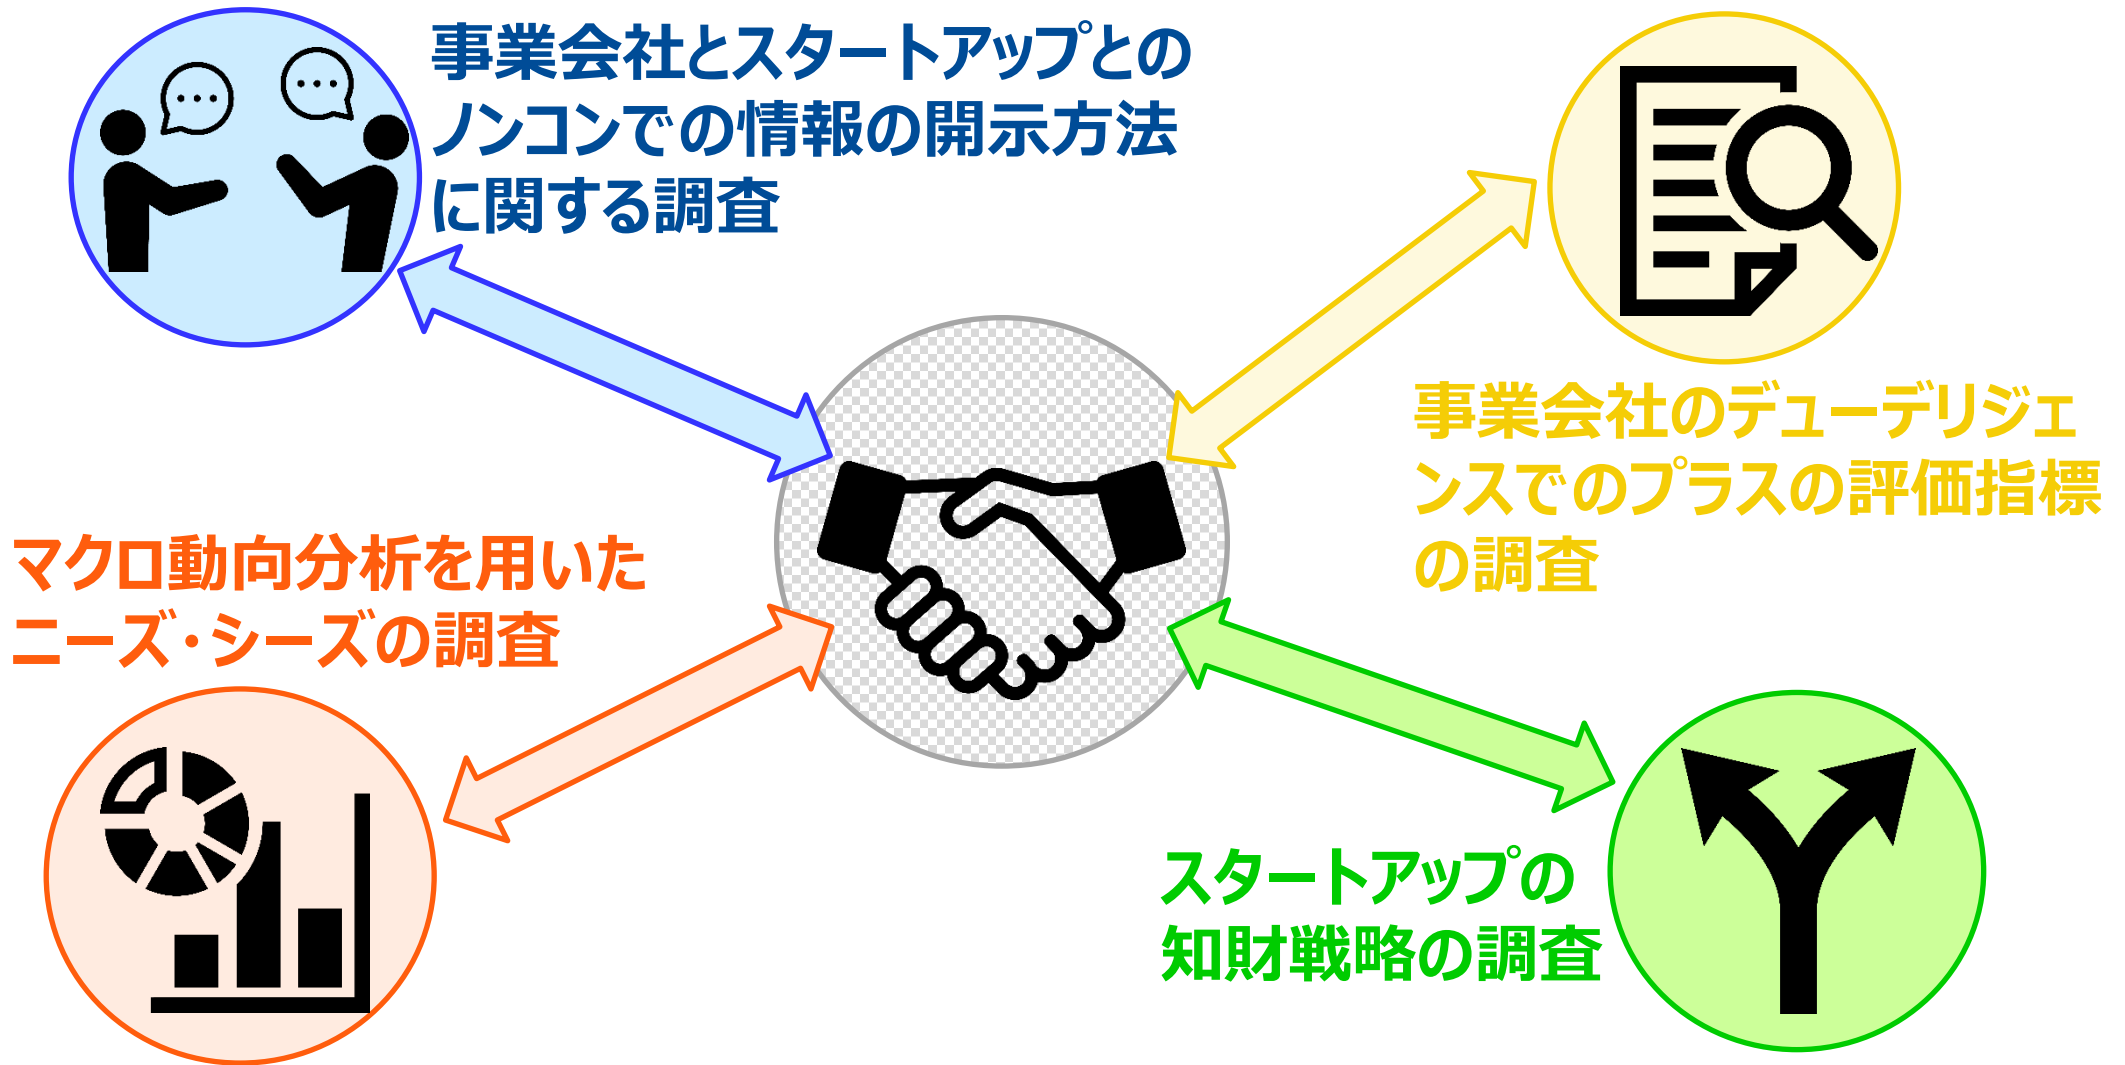 事業会社とスタートアップとの
ノンコンでの情報の開示方法
に関する調査
事業会社のデューデリジェ
ンスでのプラスの評価指標
の調査
マクロ動向分析を用いた
ニーズ・シーズの調査
スタートアップの
知財戦略の調査